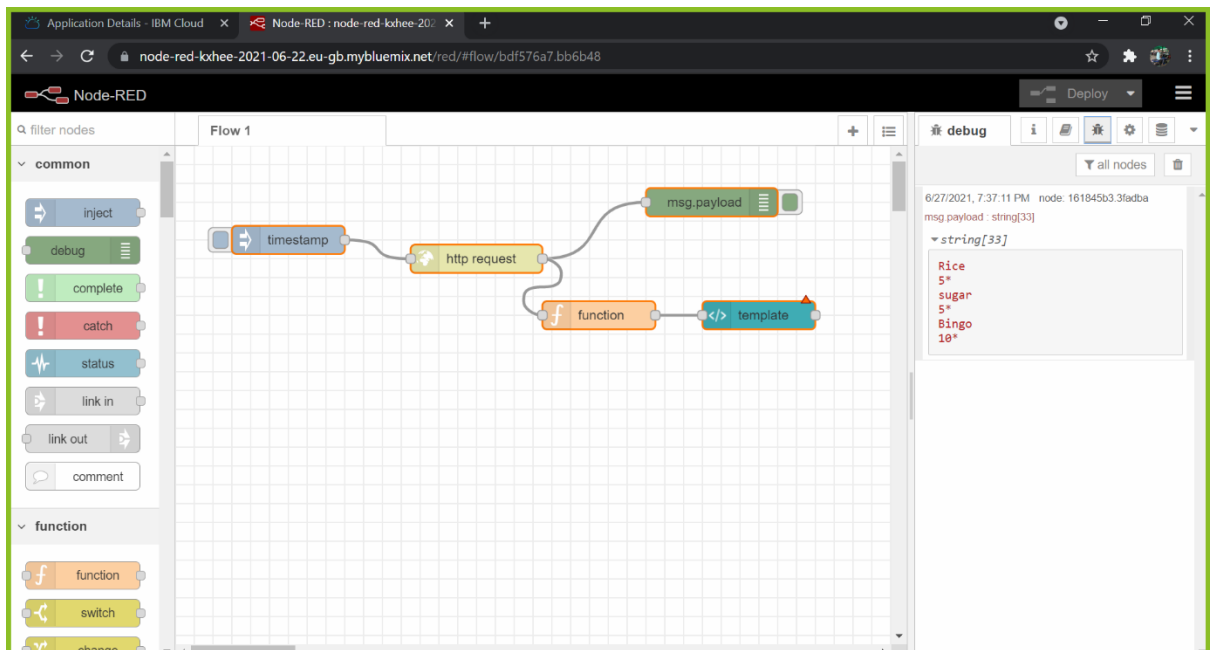 Application Details - IBM Cloud
Node-RED : node-red-kxhee-202
node-red-kxhee-2021-06-22.eu-gb.mybluemix.net/red/#flow/bdf576a7.bb6b48
Node-RED
Deploy
filter nodes
Flow 1
debug
i
all nodes
common
inject
debug
complete
catch
status
link in
link out
comment
function
function
switch
change
timestamp
http request
msg.payload
function
template
6/27/2021, 7:37:11 PM node: 161845b3.3fadba
msg.payload : string[33]
string[33]
Rice
5*
sugar
5*
Bingo
10*